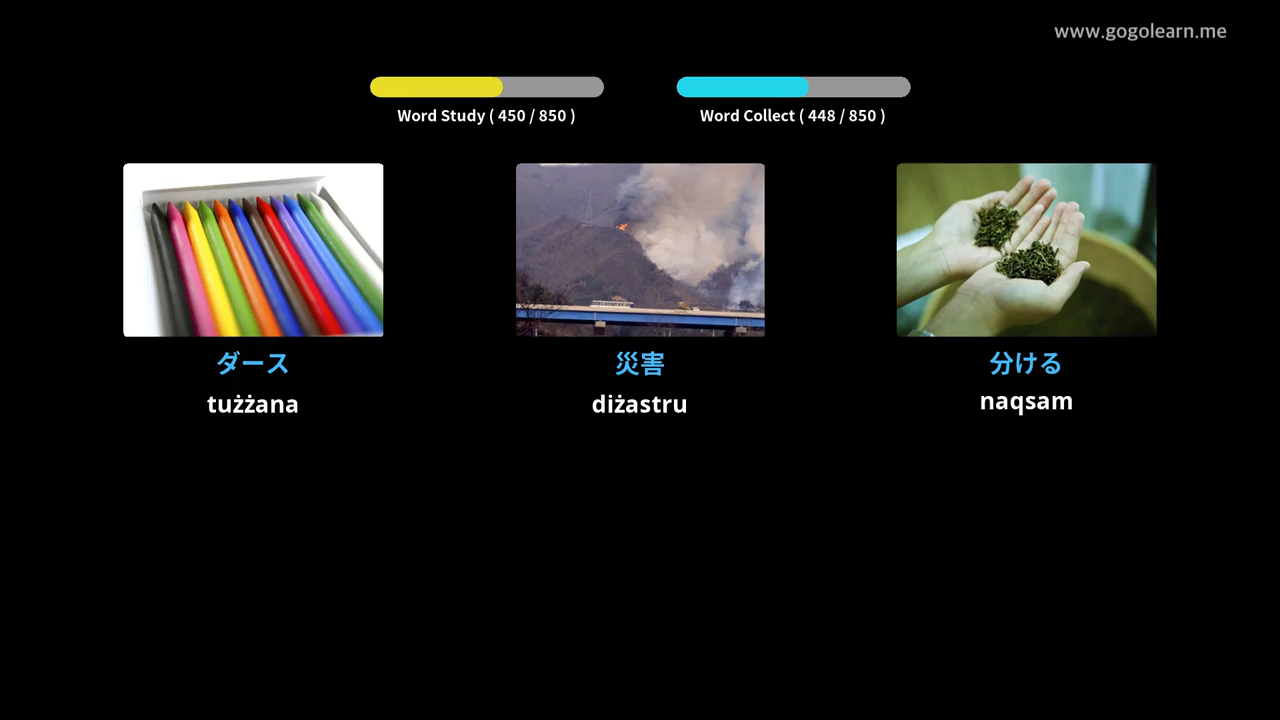 www.gogolearn.me
Word Study ( 450 / 850 )
Word Collect ( 448 / 850 )
ダース
災害
分ける
tużżana
diżastru
naqsam